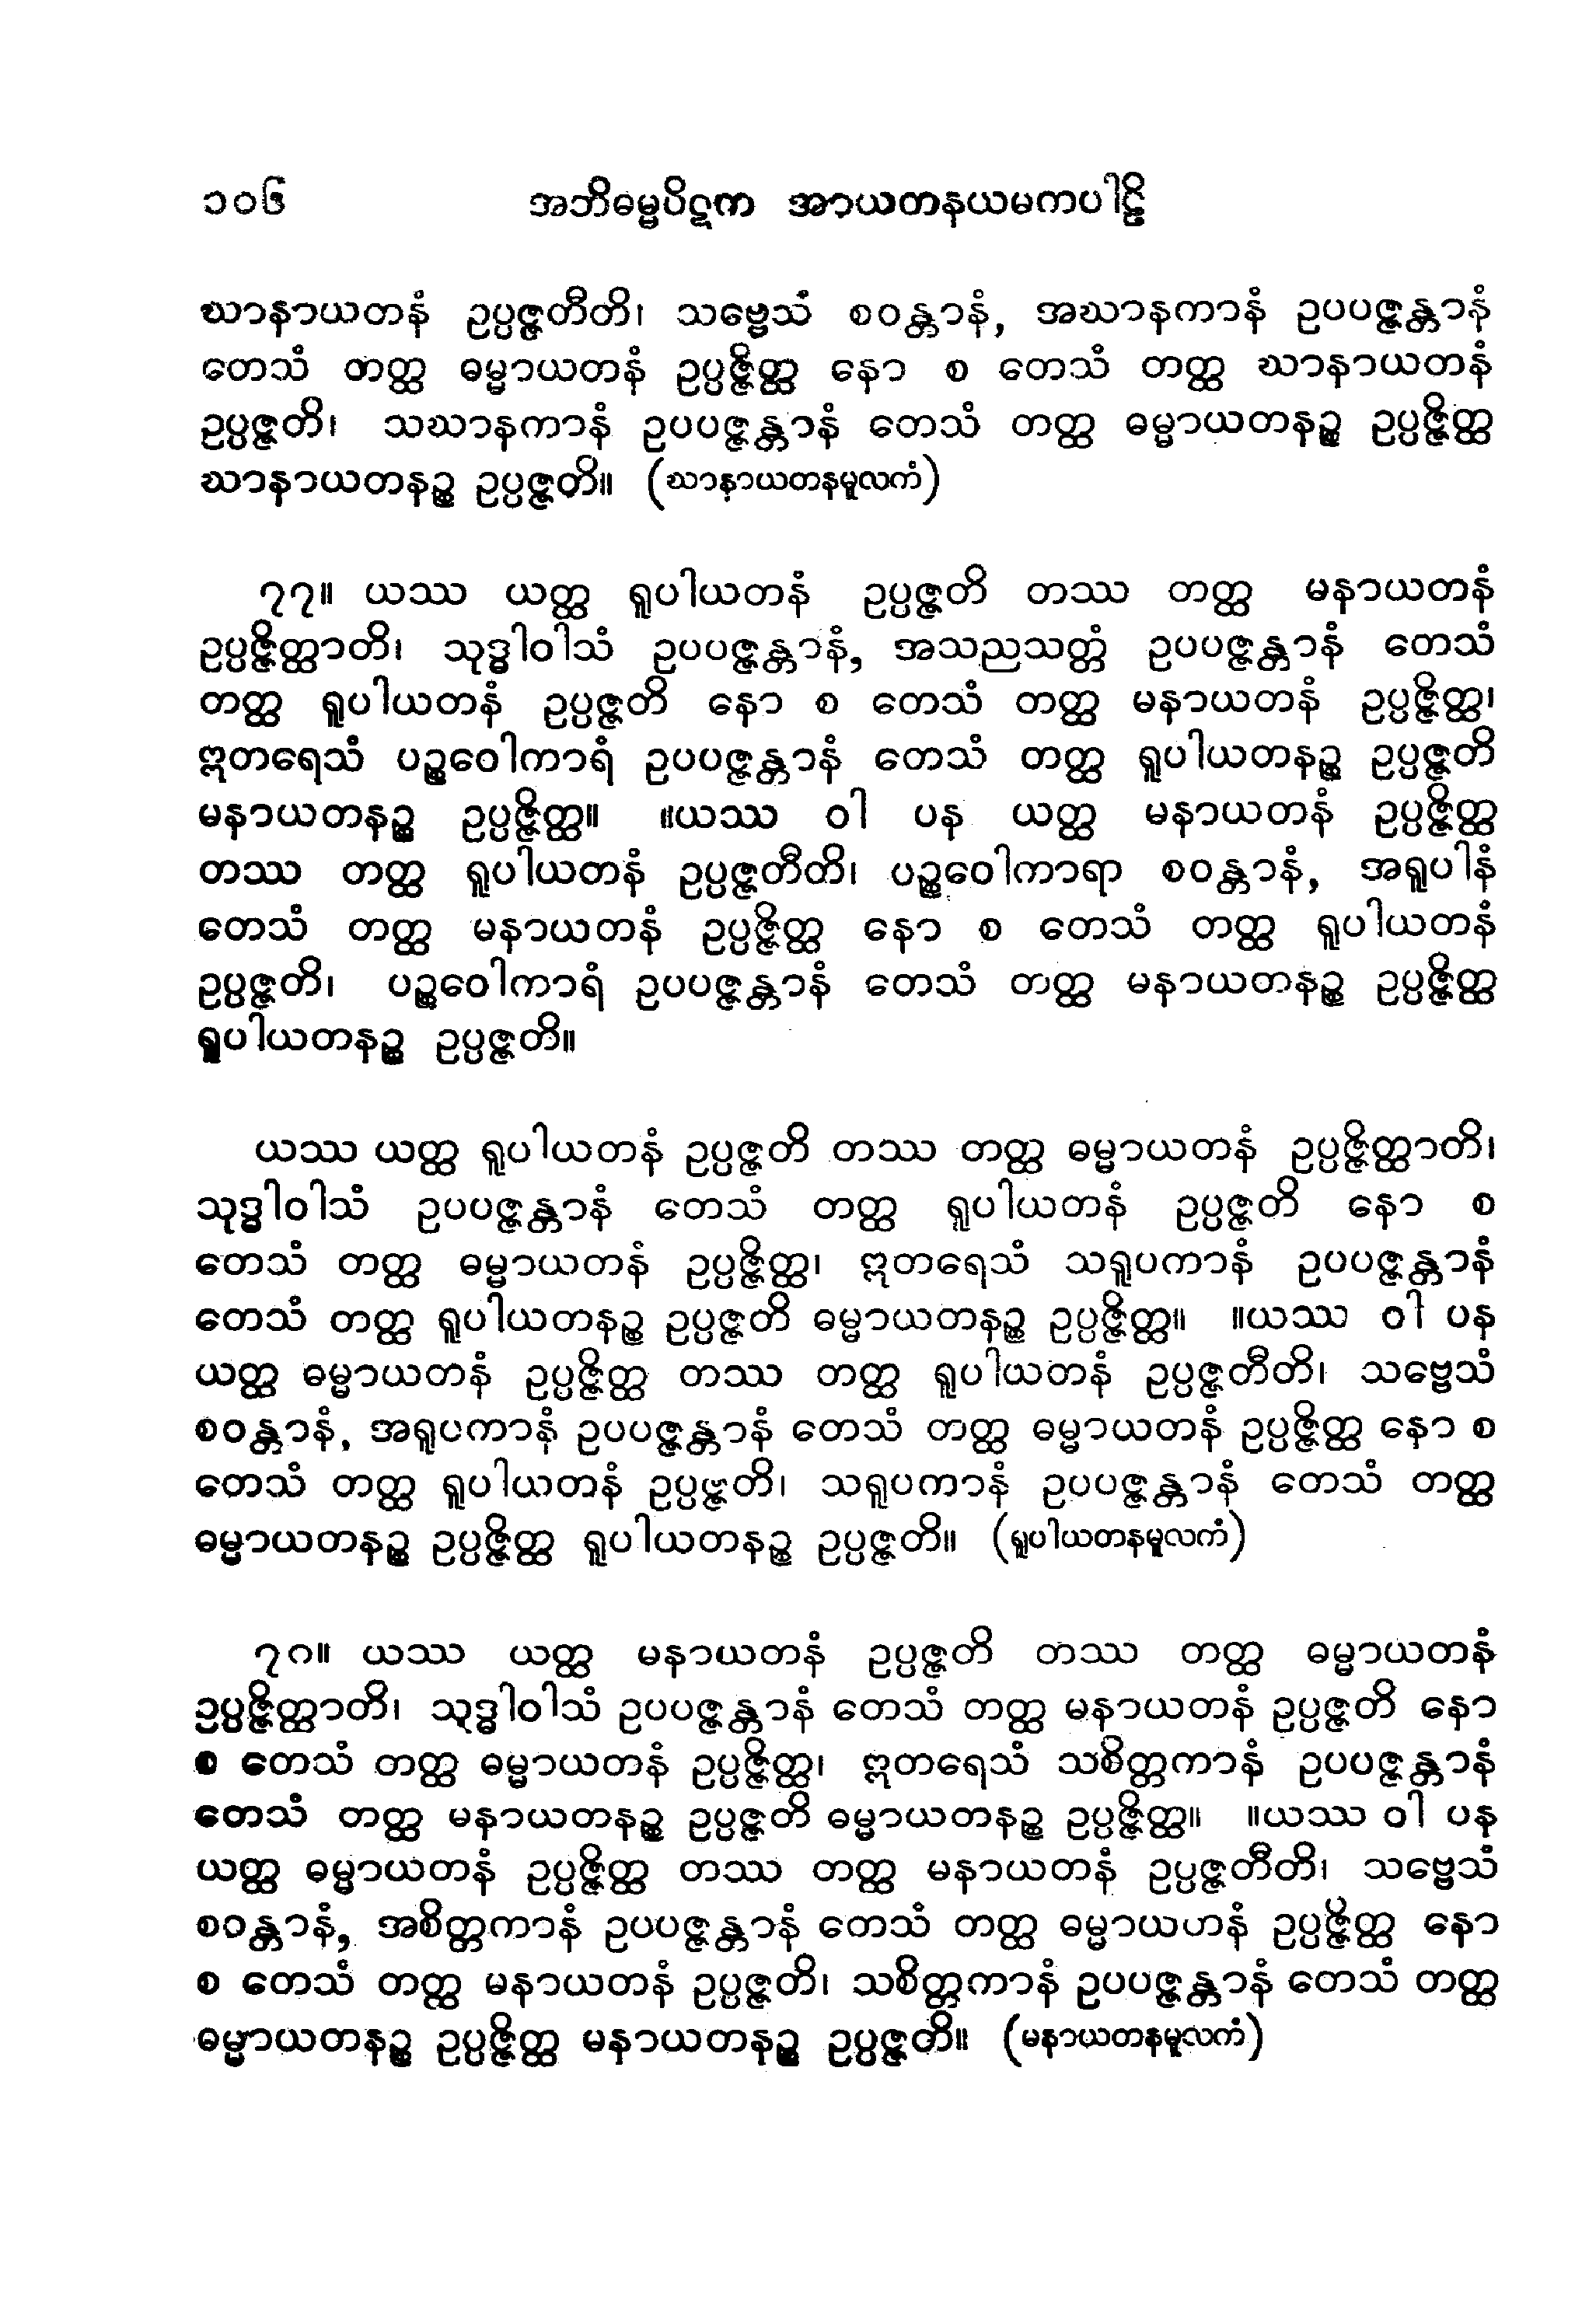 ၁၀၆ အဘိဓမ္မပိဋက အာယတနယမကပါဠိ
ဃာနာယတနံ ဥပ္ပဇ္ဇတီတိ၊ သဗ္ဗေသံ စဝန္တာနံ, အဃာနကာနံ ဥပပဇ္ဇန္တာနံ
တေသံ တတ္ထ ဓမ္မာယတနံ ဥပ္ပဇ္ဇိတ္ထ နော စ တေသံ တတ္ထ ဃာနာယတနံ
ဥပ္ပဇ္ဇတိ၊ သဃာနကာနံ ဥပပဇ္ဇန္တာနံ တေသံ တတ္ထ ဓမ္မာယတနဉ္စ ဥပ္ပဇ္ဇိတ္ထ
ဃာနာယတနဉ္စ ဥပ္ပဇ္ဇတိ။ (ဃာနာယတနမူလကံ)
၇၇။ ယဿ ယတ္ထ ရူပါယတနံ ဥပ္ပဇ္ဇတိ တဿ တတ္ထ မနာယတနံ
ဥပ္ပဇ္ဇိတ္ထာတိ၊ သုဒ္ဓါဝါသံ ဥပပဇ္ဇန္တာနံ, အသညသတ္တံ ဥပပဇ္ဇန္တာနံ တေသံ
တတ္ထ ရူပါယတနံ ဥပ္ပဇ္ဇတိ နော စ တေသံ တတ္ထ မနာယတနံ ဥပ္ပဇ္ဇိတ္ထ၊
ဣတရေသံ ပဉ္စဝေါကာရံ ဥပပဇ္ဇန္တာနံ တေသံ တတ္ထ ရူပါယတနဉ္စ ဥပ္ပဇ္ဇတိ
မနာယတနဉ္စ ဥပ္ပဇ္ဇိတ္ထ။ ။ယဿ ဝါ ပန ယတ္ထ မနာယတနံ ဥပ္ပဇ္ဇိတ္ထ
တဿ တတ္ထ ရူပါယတနံ ဥပ္ပဇ္ဇတီတိ၊ ပဉ္စဝေါကာရာ စဝန္တာနံ, အရူပါနံ
တေသံ တတ္ထ မနာယတနံ ဥပ္ပဇ္ဇိတ္ထ နော စ တေသံ တတ္ထ ရူပါယတနံ
ဥပ္ပဇ္ဇတိ၊ ပဉ္စဝေါကာရံ ဥပပဇ္ဇန္တာနံ တေသံ တတ္ထ မနာယတနဉ္စ ဥပ္ပဇ္ဇိတ္ထ
ရူပါယတနဉ္စ ဥပ္ပဇ္ဇတိ။
ယဿ ယတ္ထ ရူပါယတနံ ဥပ္ပဇ္ဇတိ တဿ တတ္ထ ဓမ္မာယတနံ ဥပ္ပဇ္ဇိတ္ထာတိ၊
သုဒ္ဓါဝါသံ ဥပပဇ္ဇန္တာနံ တေသံ တတ္ထ ရူပါယတနံ ဥပ္ပဇ္ဇတိ နော စ
တေသံ တတ္ထ ဓမ္မာယတနံ ဥပ္ပဇ္ဇိတ္ထ၊ ဣတရေသံ သရူပကာနံ ဥပပဇ္ဇန္တာနံ
တေသံ တတ္ထ ရူပါယတနဉ္စ ဥပ္ပဇ္ဇတိ ဓမ္မာယတနဉ္စ ဥပ္ပဇ္ဇိတ္ထ။ ။ယဿ ဝါ ပန
ယတ္ထ ဓမ္မာယတနံ ဥပ္ပဇ္ဇိတ္ထ တဿ တတ္ထ ရူပါယတနံ ဥပ္ပဇ္ဇတီတိ၊ သဗ္ဗေသံ
စဝန္တာနံ, အရူပကာနံ ဥပပဇ္ဇန္တာနံ တေသံ တတ္ထ ဓမ္မာယတနံ ဥပ္ပဇ္ဇိတ္ထ နော စ
တေသံ တတ္ထ ရူပါယတနံ ဥပ္ပဇ္ဇတိ၊ သရူပကာနံ ဥပပဇ္ဇန္တာနံ တေသံ တတ္ထ
ဓမ္မာယတနဉ္စ ဥပ္ပဇ္ဇိတ္ထ ရူပါယတနဉ္စ ဥပ္ပဇ္ဇတိ။ (ရူပါယတနမူလကံ)
၇၈။ ယဿ ယတ္ထ မနာယတနံ ဥပ္ပဇ္ဇတိ တဿ တတ္ထ ဓမ္မာယတနံ
ဥပ္ပဇ္ဇိတ္ထာတိ၊ သုဒ္ဓါဝါသံ ဥပပဇ္ဇန္တာနံ တေသံ တတ္ထ မနာယတနံ ဥပ္ပဇ္ဇတိ နော
စ တေသံ တတ္ထ ဓမ္မာယတနံ ဥပ္ပဇ္ဇိတ္ထ၊ ဣတရေသံ သစိတ္တကာနံ ဥပပဇ္ဇန္တာနံ
တေသံ တတ္ထ မနာယတနဉ္စ ဥပ္ပဇ္ဇတိ ဓမ္မာယတနဉ္စ ဥပ္ပဇ္ဇိတ္ထ။ ။ယဿ ဝါ ပန
ယတ္ထ ဓမ္မာယတနံ ဥပ္ပဇ္ဇိတ္ထ တဿ တတ္ထ မနာယတနံ ဥပ္ပဇ္ဇတီတိ၊ သဗ္ဗေသံ
စဝန္တာနံ, အစိတ္တကာနံ ဥပပဇ္ဇန္တာနံ တေသံ တတ္ထ ဓမ္မာယဟနံ ဥပ္ပဇ္ဇိတ္ထ နော
စ တေသံ တတ္ထ မနာယတနံ ဥပ္ပဇ္ဇတိ၊ သစိတ္တကာနံ ဥပပဇ္ဇန္တာနံ တေသံ တတ္ထ
ဓမ္မာယတနဉ္စ ဥပ္ပဇ္ဇိတ္ထ မနာယတနဉ္စ ဥပ္ပဇ္ဇတိ။ (မနာယတနမူလကံ)